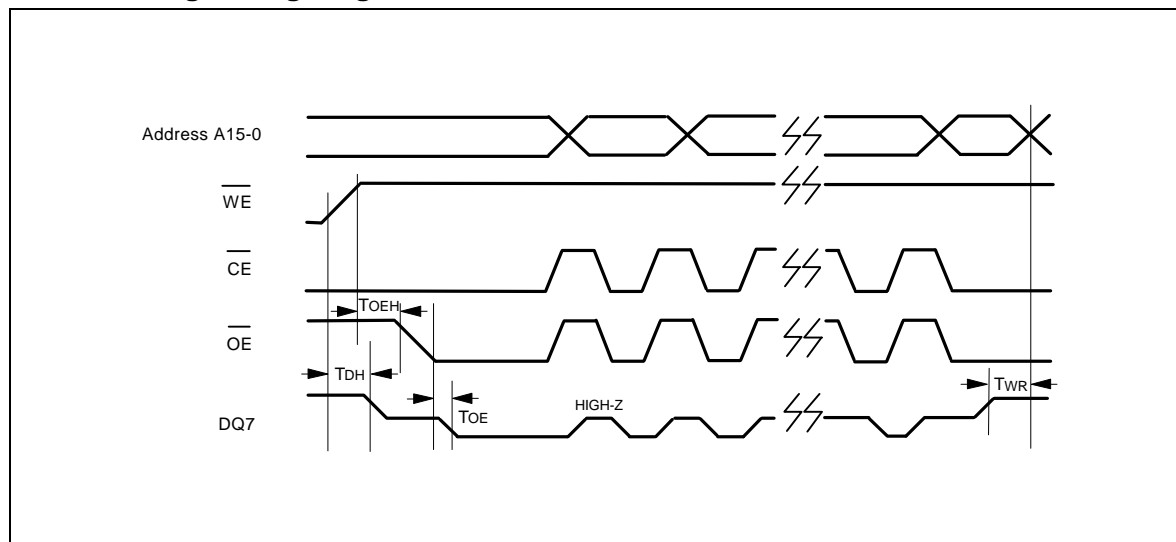 Address A15-0
WE
CE
TOEH
OE
TDH
TWR
TOE
HIGH-Z
DQ7